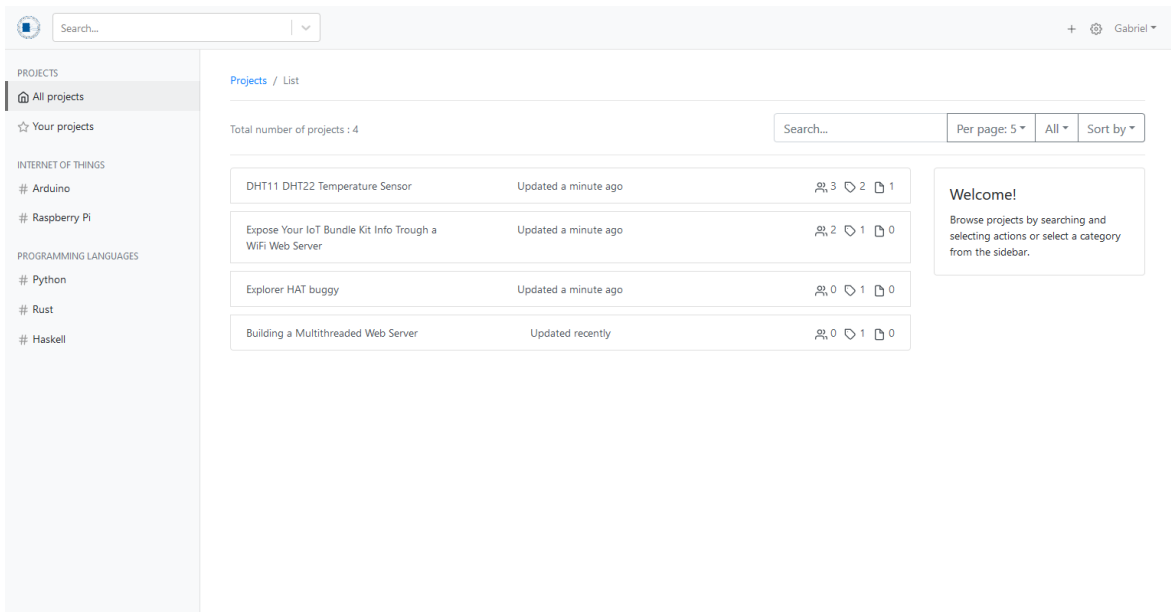 Search...
+ Gabriel
PROJECTS
All projects
Your projects
INTERNET OF THINGS
# Arduino
# Raspberry Pi
PROGRAMMING LANGUAGES
# Python
# Rust
# Haskell
Projects / List
Total number of projects : 4
Search... Per page: 5 All Sort by
DHT11 DHT22 Temperature Sensor Updated a minute ago 3 2 1
Expose Your IoT Bundle Kit Info Trough a Updated a minute ago 2 1 0
WiFi Web Server
Explorer HAT buggy Updated a minute ago 0 1 0
Building a Multithreaded Web Server Updated recently 0 1 0
Welcome!
Browse projects by searching and
selecting actions or select a category
from the sidebar.